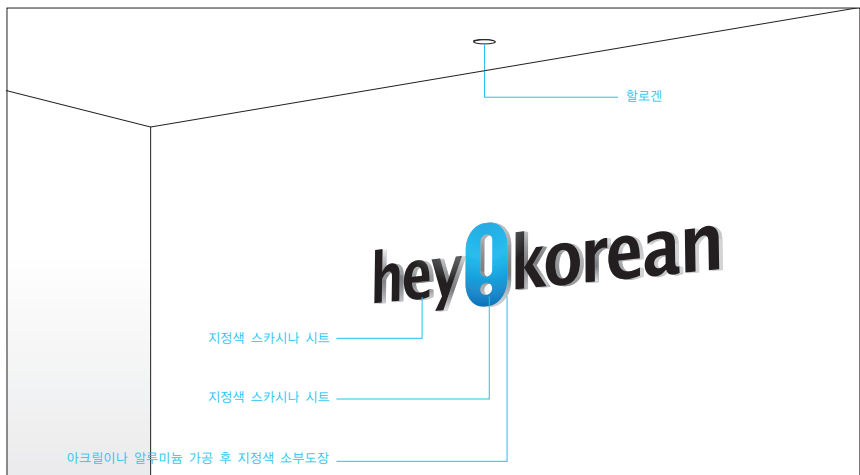 할로겐
hey!korean
지정색 스카시나 시트
지정색 스카시나 시트
아크릴이나 알루미늄 가공 후 지정색 소부도장